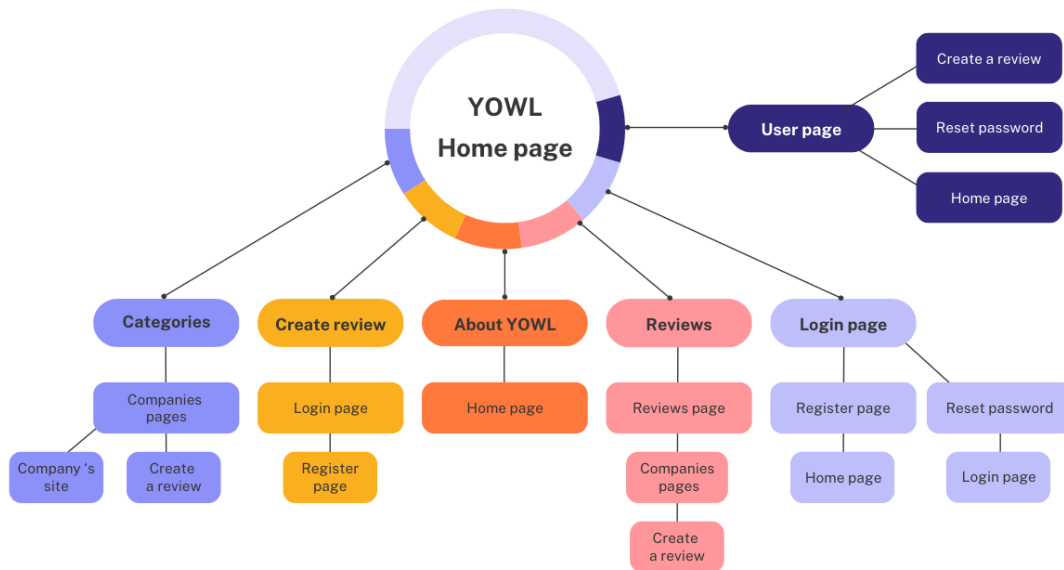 YOWL
Home page
Create a review
User page
Reset password
Home page
Categories
Create review
About YOWL
Reviews
Login page
Companies
pages
Login page
Home page
Reviews page
Register page
Reset password
Company ‘s
site
Create
a review
Register
page
Companies
pages
Home page
Login page
Create
a review